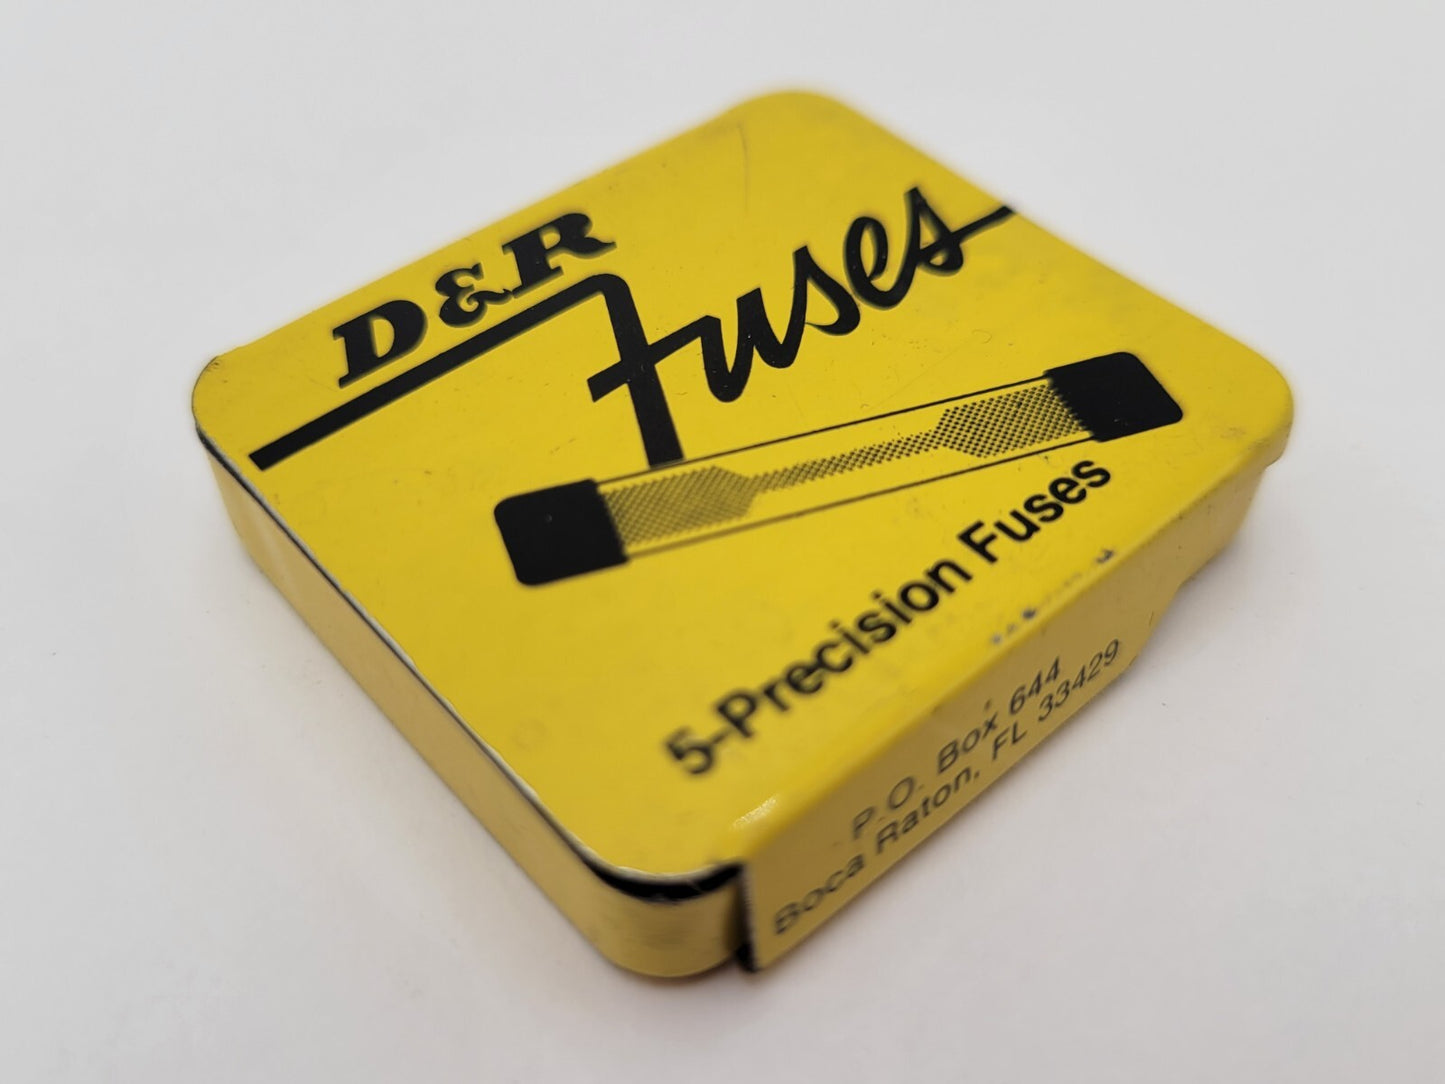 D&R
Fuses
5-Precision Fuses
P.O. Box 644
Boca Raton, FL 33429